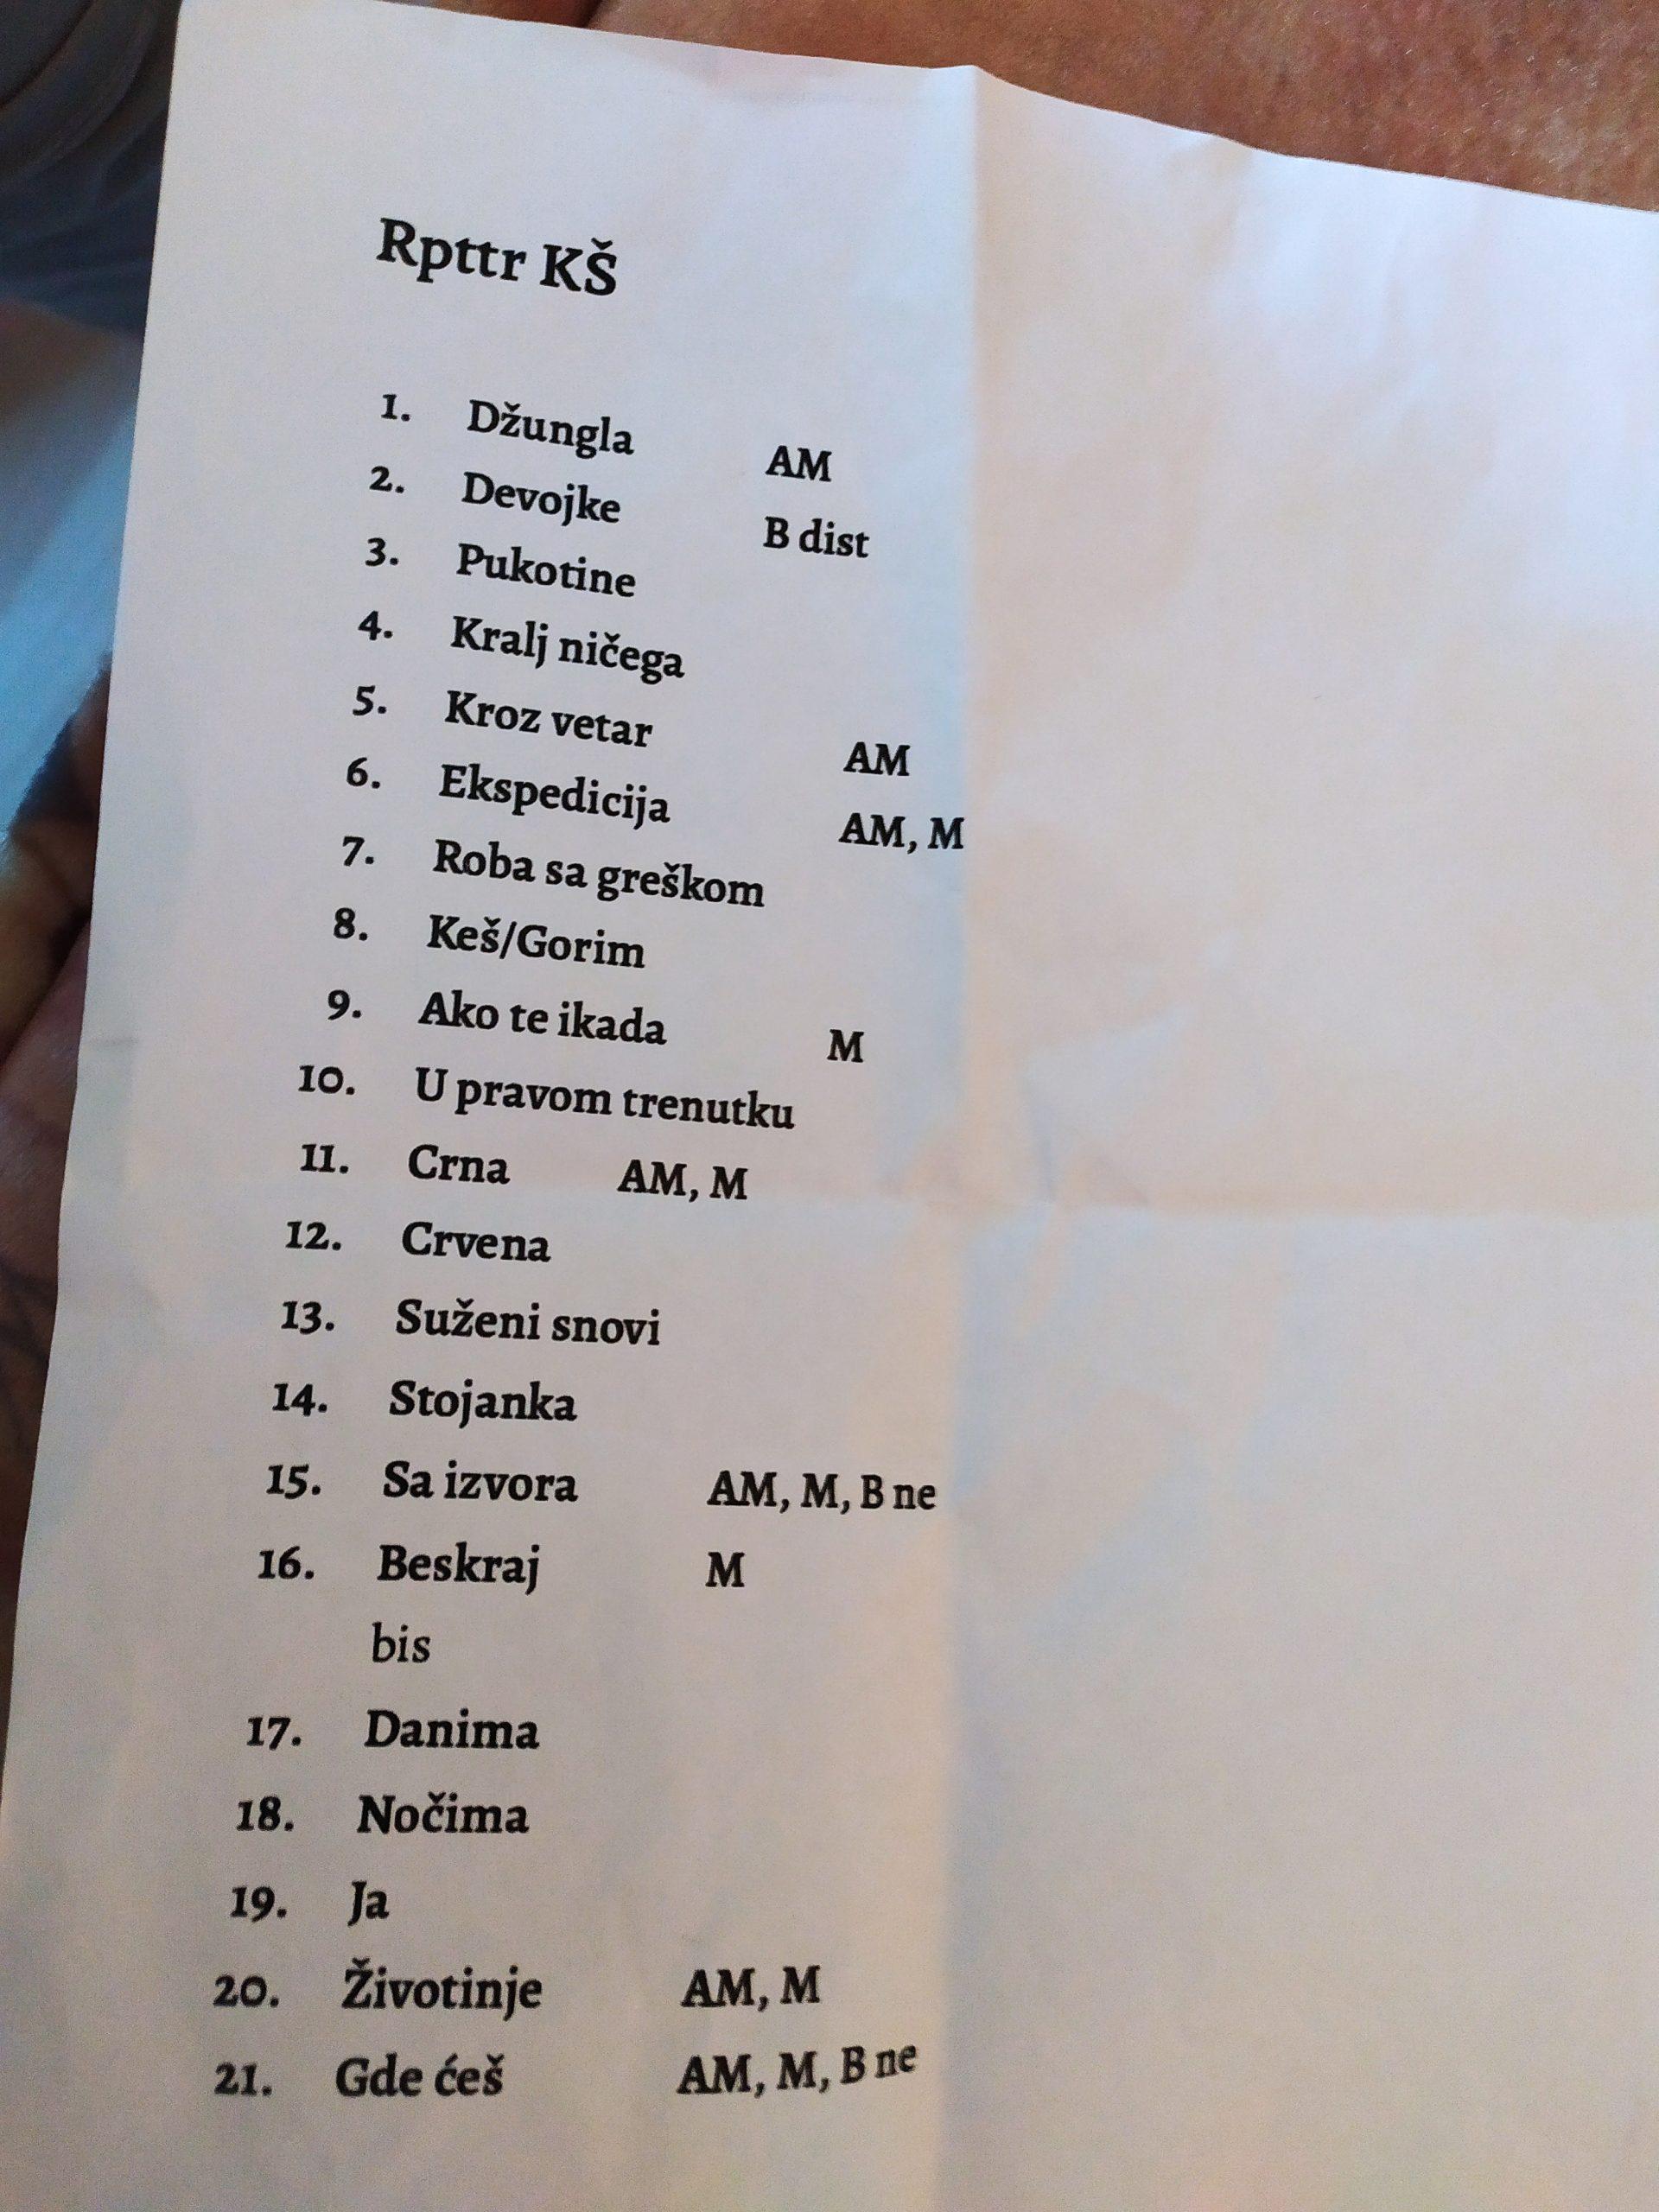 Rpttr KŠ
1. Džungla AM
2. Devojke B dist
3. Pukotine
4. Kralj ničega
5. Kroz vetar AM
6. Ekspedicija AM, M
7. Roba sa greškom
8. Keš/Gorim
9. Ako te ikada M
10. U pravom trenutku
11. Crna AM, M
12. Crvena
13. Suženi snovi
14. Stojanka
15. Sa izvora AM, M, B ne
16. Beskraj M
bis
17. Danima
18. Nočima
19. Ja
20. Životinje AM, M
21. Gde ćeš AM, M, B ne